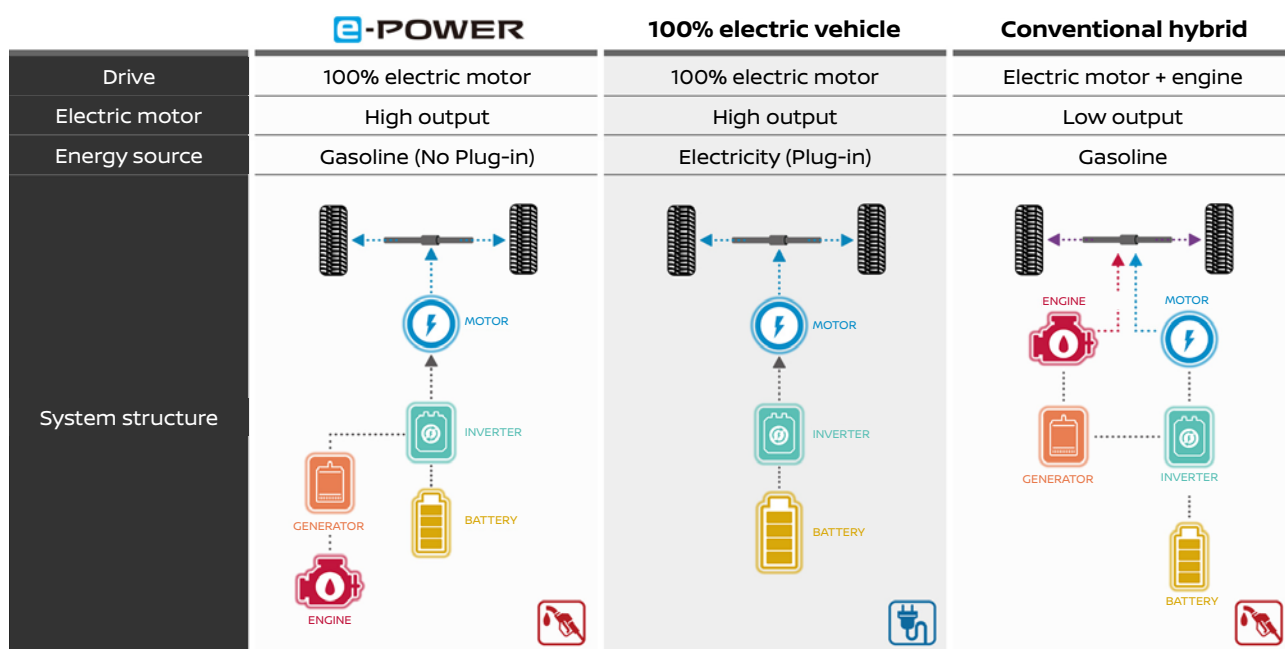 e-POWER 100% electric vehicle Conventional hybrid
Drive 100% electric motor 100% electric motor Electric motor + engine
Electric motor High output High output Low output
Energy source Gasoline (No Plug-in) Electricity (Plug-in) Gasoline
System structure
MOTOR
INVERTER
GENERATOR
BATTERY
ENGINE
MOTOR
INVERTER
BATTERY
ENGINE
MOTOR
GENERATOR
INVERTER
BATTERY